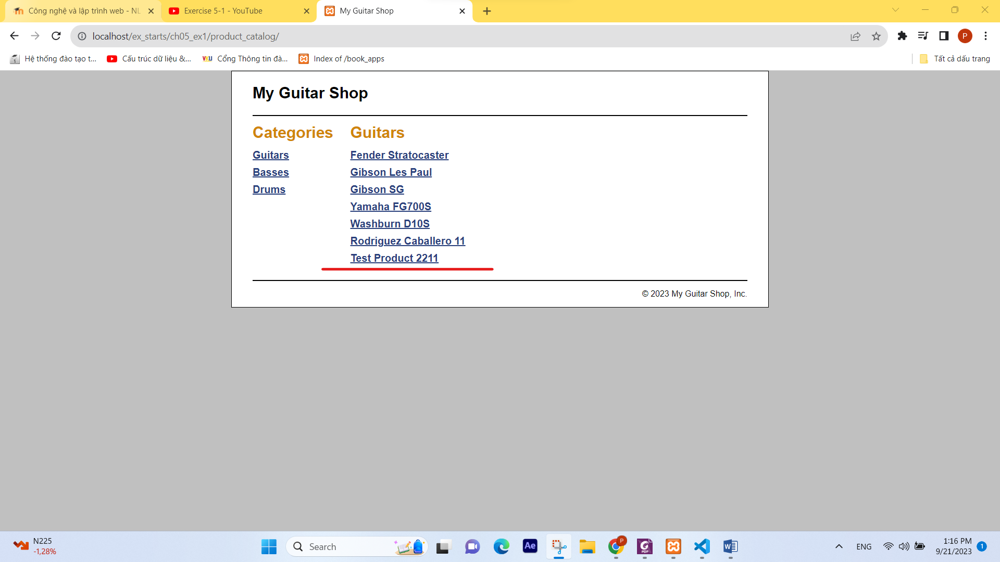 Công nghệ và lập trình web - NL
Exercise 5-1 - YouTube
My Guitar Shop
localhost/ex_starts/ch05_ex1/product_catalog/
P
Hệ thống đào tạo t...
Cấu trúc dữ liệu &...
VKU
Cổng Thông tin đà...
Index of /book_apps
Tất cả dấu trang
My Guitar Shop
Categories
Guitars
Basses
Drums
Guitars
Fender Stratocaster
Gibson Les Paul
Gibson SG
Yamaha FG700S
Washburn D10S
Rodriguez Caballero 11
Test Product 2211
© 2023 My Guitar Shop, Inc.
N225
-1,28%
Search
Ae
P
PDF
W
ENG
1:16 PM
9/21/2023
1